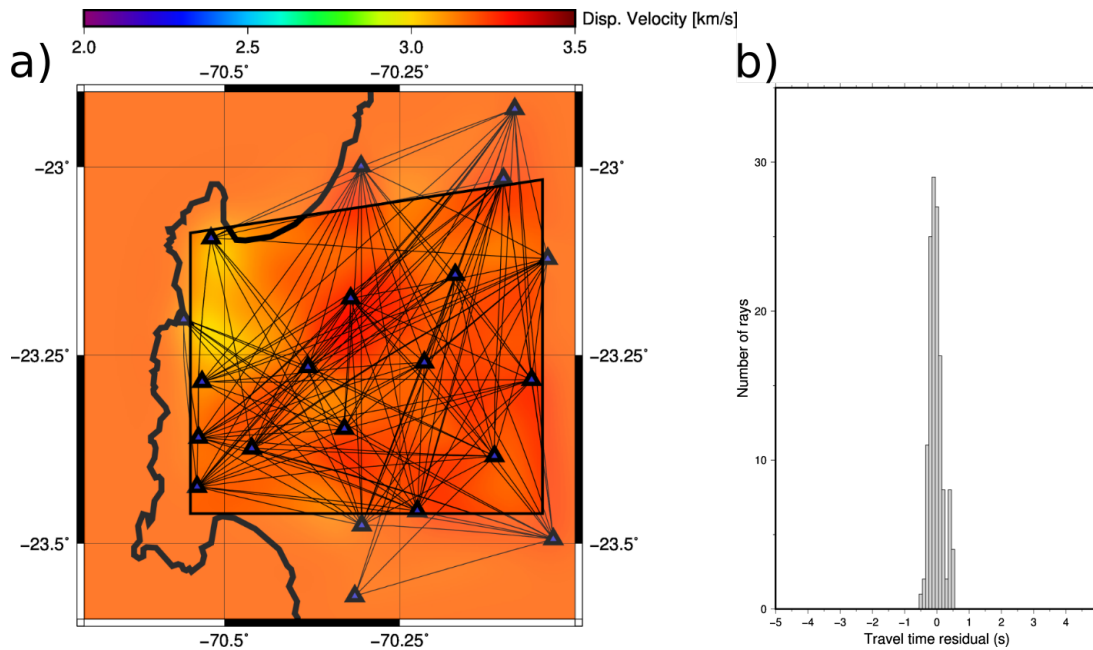 Disp. Velocity [km/s]
2.0 2.5 3.0 3.5
a)
−70.5˚ −70.25˚
−23˚ −23˚
−23.25˚ −23.25˚
−23.5˚ −23.5˚
−70.5˚ −70.25˚
b)
Number of rays
30
20
10
0
−5 −4 −3 −2 −1 0 1 2 3 4
Travel time residual (s)